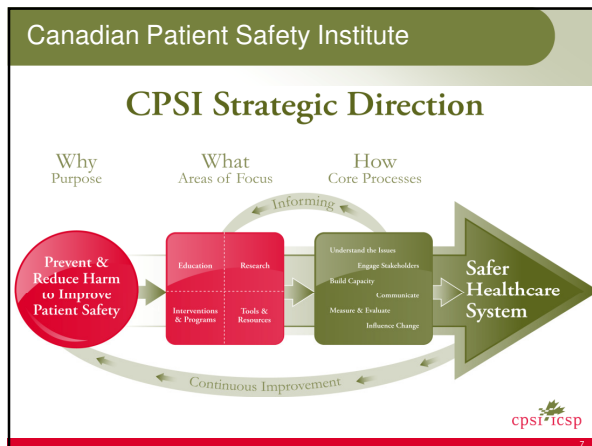 Canadian Patient Safety Institute
CPSI Strategic Direction
Why
Purpose
What
Areas of Focus
How
Core Processes
Informing
Prevent &
Reduce Harm
to Improve
Patient Safety
Education
Research
Interventions
& Programs
Tools &
Resources
Understand the Issues
Engage Stakeholders
Build Capacity
Communicate
Measure & Evaluate
Influence Change
Safer
Healthcare
System
Continuous Improvement
cpsi icsp
7